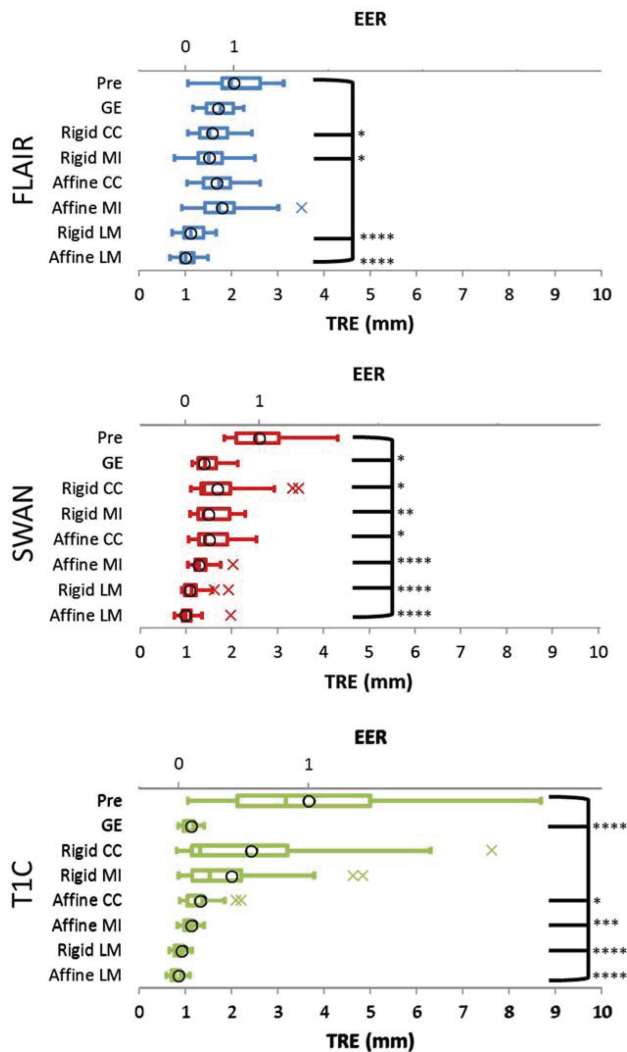 EER
0 1
FLAIR
Pre
GE
Rigid CC *
Rigid MI *
Affine CC
Affine MI
Rigid LM ****
Affine LM ****
0 1 2 3 4 5 6 7 8 9 10
TRE (mm)
EER
0 1
SWAN
Pre
GE *
Rigid CC *
Rigid MI **
Affine CC *
Affine MI ****
Rigid LM ****
Affine LM ****
0 1 2 3 4 5 6 7 8 9 10
TRE (mm)
EER
0 1
T1C
Pre
GE ****
Rigid CC
Rigid MI
Affine CC *
Affine MI ***
Rigid LM ****
Affine LM ****
0 1 2 3 4 5 6 7 8 9 10
TRE (mm)